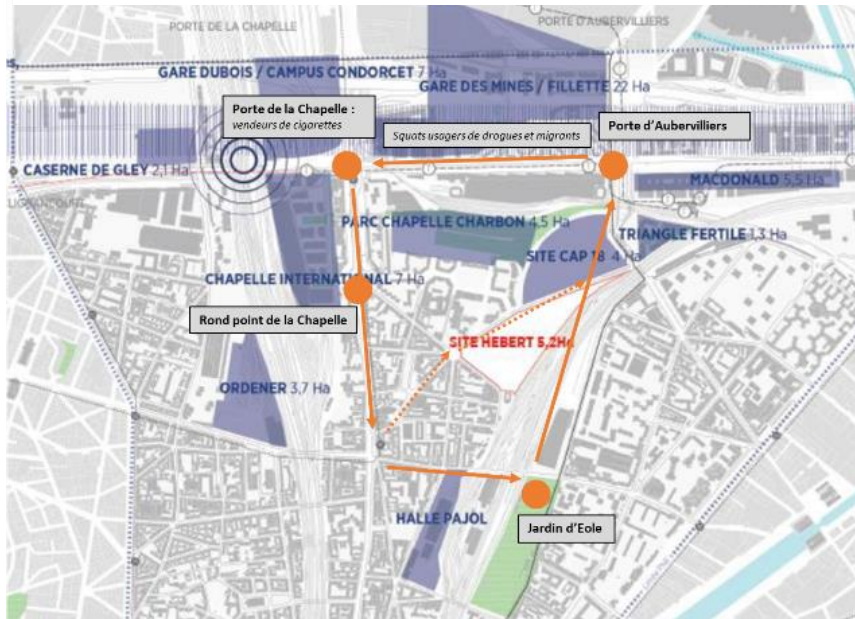 PORTE DE LA CHAPELLE
PORTE D'AUBERVILLIERS
GARE DUBOIS / CAMPUS CONDORCET 7 Ha
GARE DES MINES / FILLETTE 22 Ha
Porte de la Chapelle :
vendeurs de cigarettes
Squats usagers de drogues et migrants
Porte d'Aubervilliers
CASERNE DE GLEY 2,1 Ha
MACDONALD 5,5 Ha
PARC CHAPELLE CHARBON 4,5 Ha
TRIANGLE FERTILE 1,3 Ha
SITE CAP 18 4 Ha
CHAPELLE INTERNATIONAL 7 Ha
Rond point de la Chapelle
SITE HEBERT 5,2Ha
ORDENER 3,7 Ha
HALLE PAJOL
Jardin d'Eole